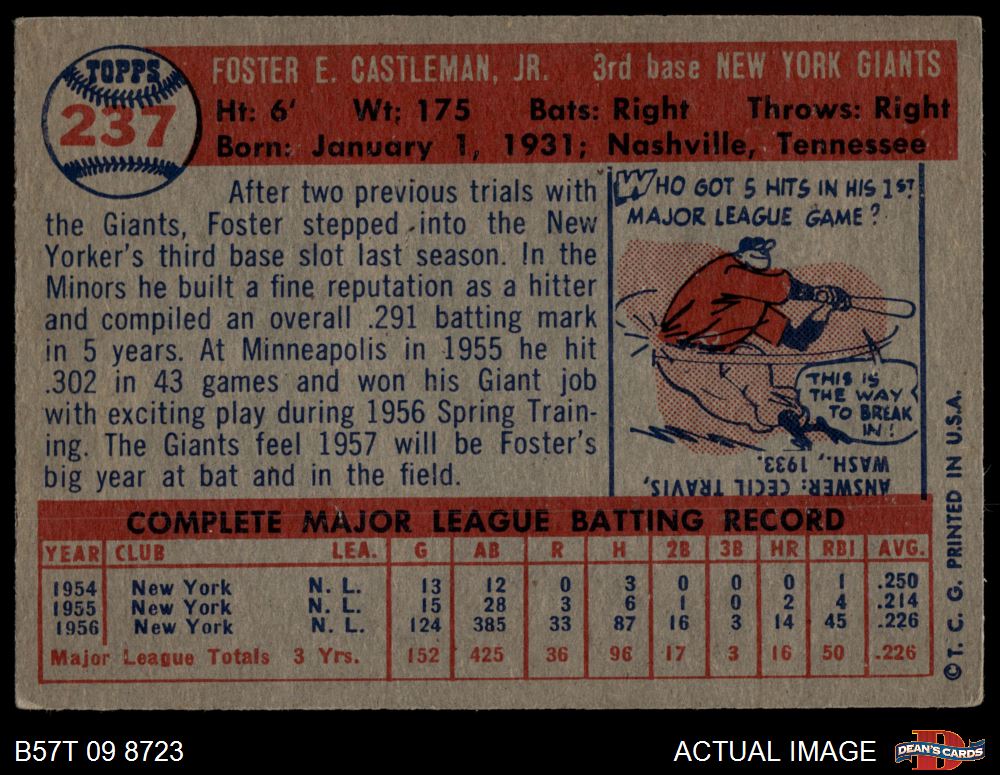 TOPPS
237
FOSTER E. CASTLEMAN, JR. 3rd base NEW YORK GIANTS
Ht: 6' Wt: 175 Bats: Right Throws: Right
Born: January 1, 1931; Nashville, Tennessee
After two previous trials with
the Giants, Foster stepped into the New
Yorker's third base slot last season. In the
Minors he built a fine reputation as a hitter
and compiled an overall .291 batting mark
in 5 years. At Minneapolis in 1955 he hit
.302 in 43 games and won his Giant job
with exciting play during 1956 Spring Train-
ing. The Giants feel 1957 will be Foster's
big year at bat and in the field.
WHO GOT 5 HITS IN HIS 1ST
MAJOR LEAGUE GAME?
THIS IS
THE WAY
TO BREAK
IN!
ANSWER: CECIL TRAVIS,
WASH., 1933.
COMPLETE MAJOR LEAGUE BATTING RECORD
YEAR CLUB LEA. G AB R H 2B 3B HR RBI AVG.
1954 New York N. L. 13 12 0 3 0 0 0 1 .250
1955 New York N. L. 15 28 3 6 1 0 2 4 .214
1956 New York N. L. 124 385 33 87 16 3 14 45 .226
Major League Totals 3 Yrs. 152 425 36 96 17 3 16 50 .226
© T. C. G. PRINTED IN U.S.A.
B57T 09 8723
ACTUAL IMAGE
D
DEAN'S CARDS